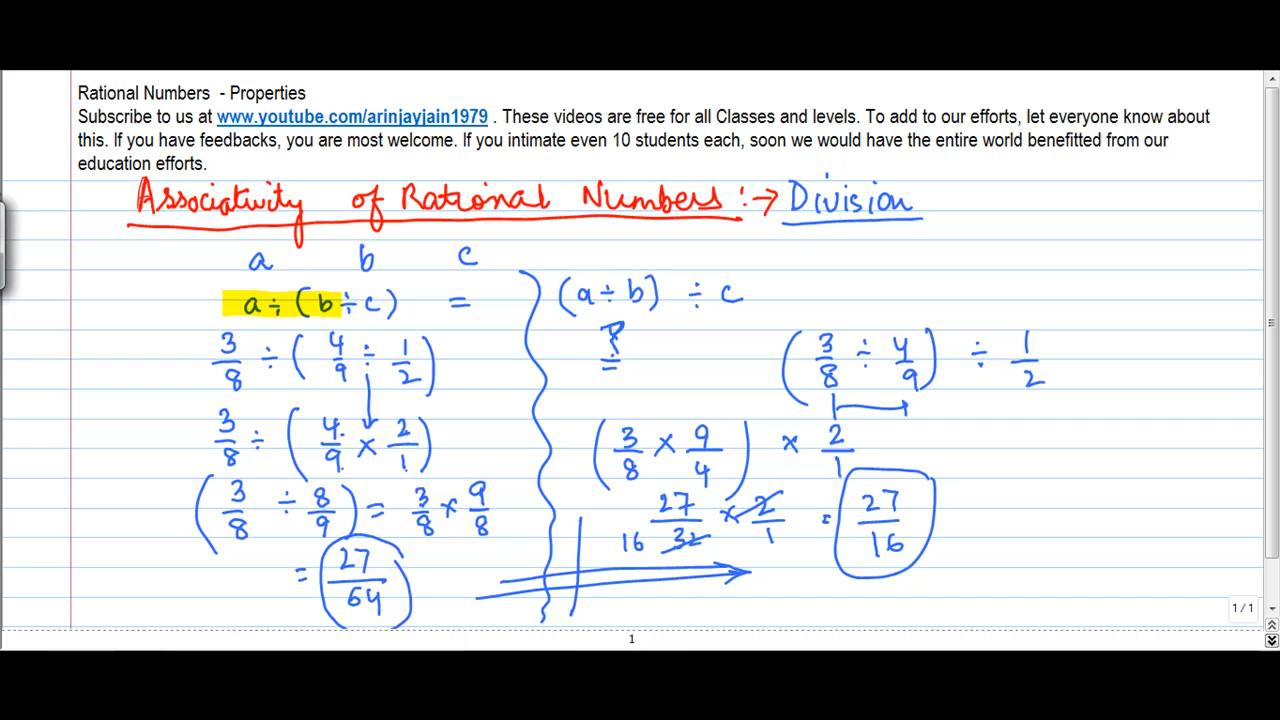 Rational Numbers - Properties
Subscribe to us at www.youtube.com/arinjayjain1979 . These videos are free for all Classes and levels. To add to our efforts, let everyone know about
this. If you have feedbacks, you are most welcome. If you intimate even 10 students each, soon we would have the entire world benefitted from our
education efforts.
Associativity of Rational Numbers :→ Division
a b c
a ÷ (b ÷ c) = (a ÷ b) ÷ c
3/8 ÷ (4/9 ÷ 1/2) ? (3/8 ÷ 4/9) ÷ 1/2
3/8 ÷ (4/9 × 2/1) (3/8 × 9/4) × 2/1
(3/8 ÷ 8/9) = 3/8 × 9/8 27/32 × 2/1 = 27/16
16
= 27/64
1
1 / 1